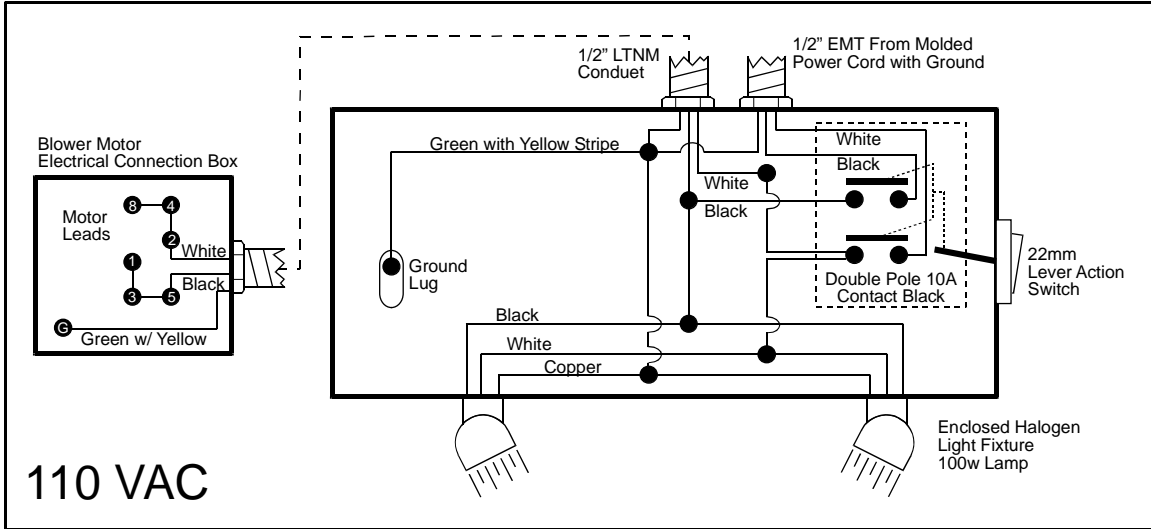 1/2” LTNM
Conduet
1/2” EMT From Molded
Power Cord with Ground
Blower Motor
Electrical Connection Box
Green with Yellow Stripe
White
Black
White
Black
Motor
Leads
8
4
2
1
3
5
White
Black
G
Green w/ Yellow
Ground
Lug
Double Pole 10A
Contact Black
22mm
Lever Action
Switch
Black
White
Copper
Enclosed Halogen
Light Fixture
100w Lamp
110 VAC